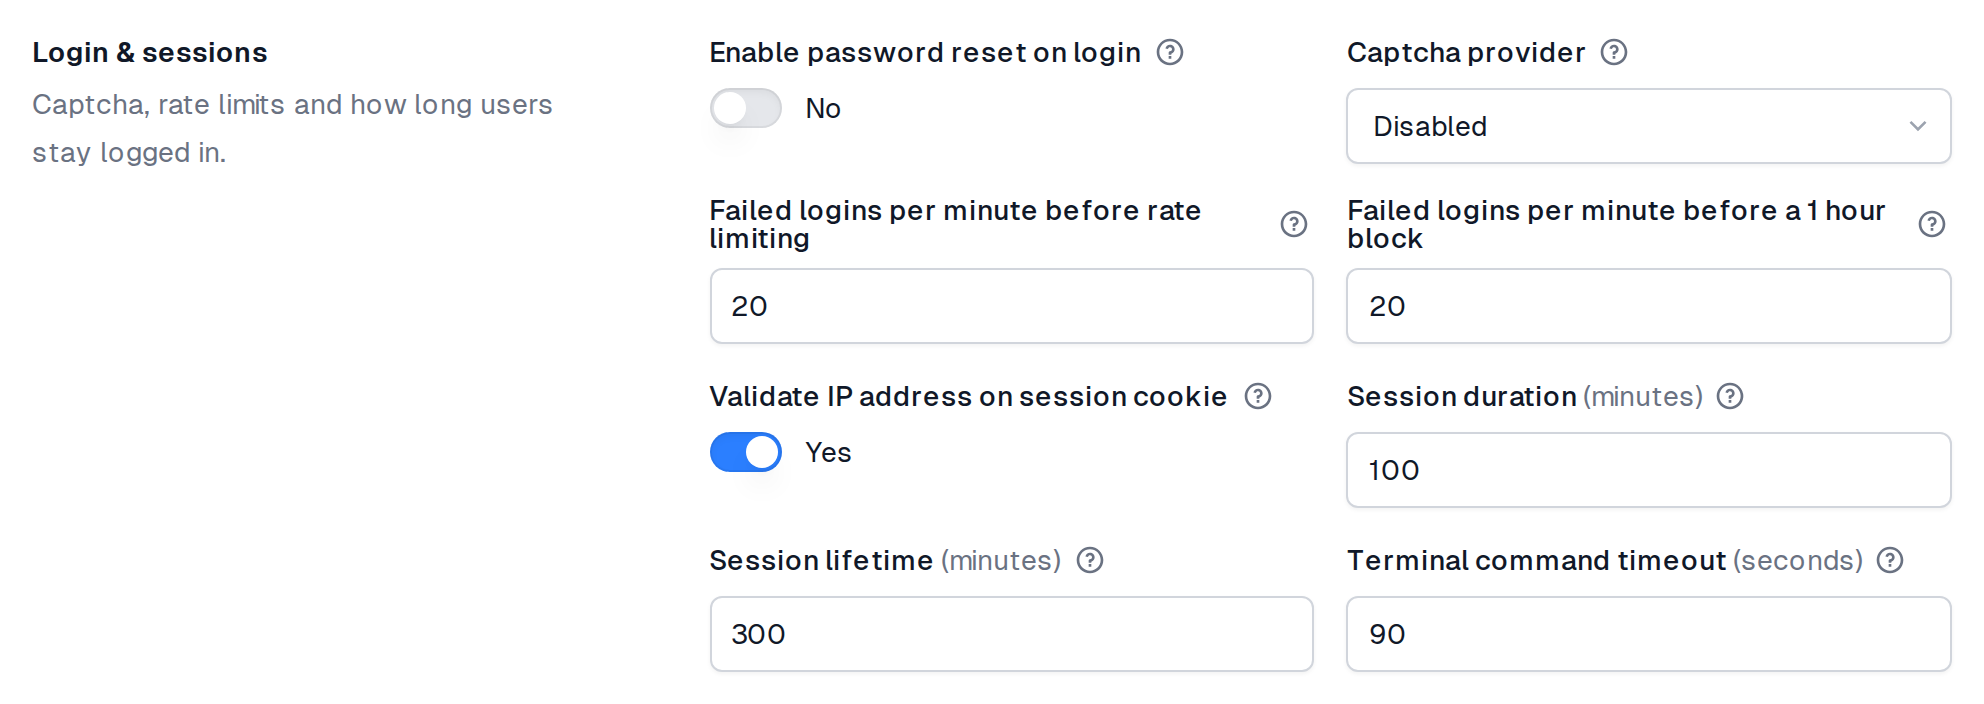 Login & sessions
Captcha, rate limits and how long users
stay logged in.
Enable password reset on login
No
Captcha provider
Disabled
Failed logins per minute before rate
limiting
20
Failed logins per minute before a 1 hour
block
20
Validate IP address on session cookie
Yes
Session duration (minutes)
100
Session lifetime (minutes)
300
Terminal command timeout (seconds)
90